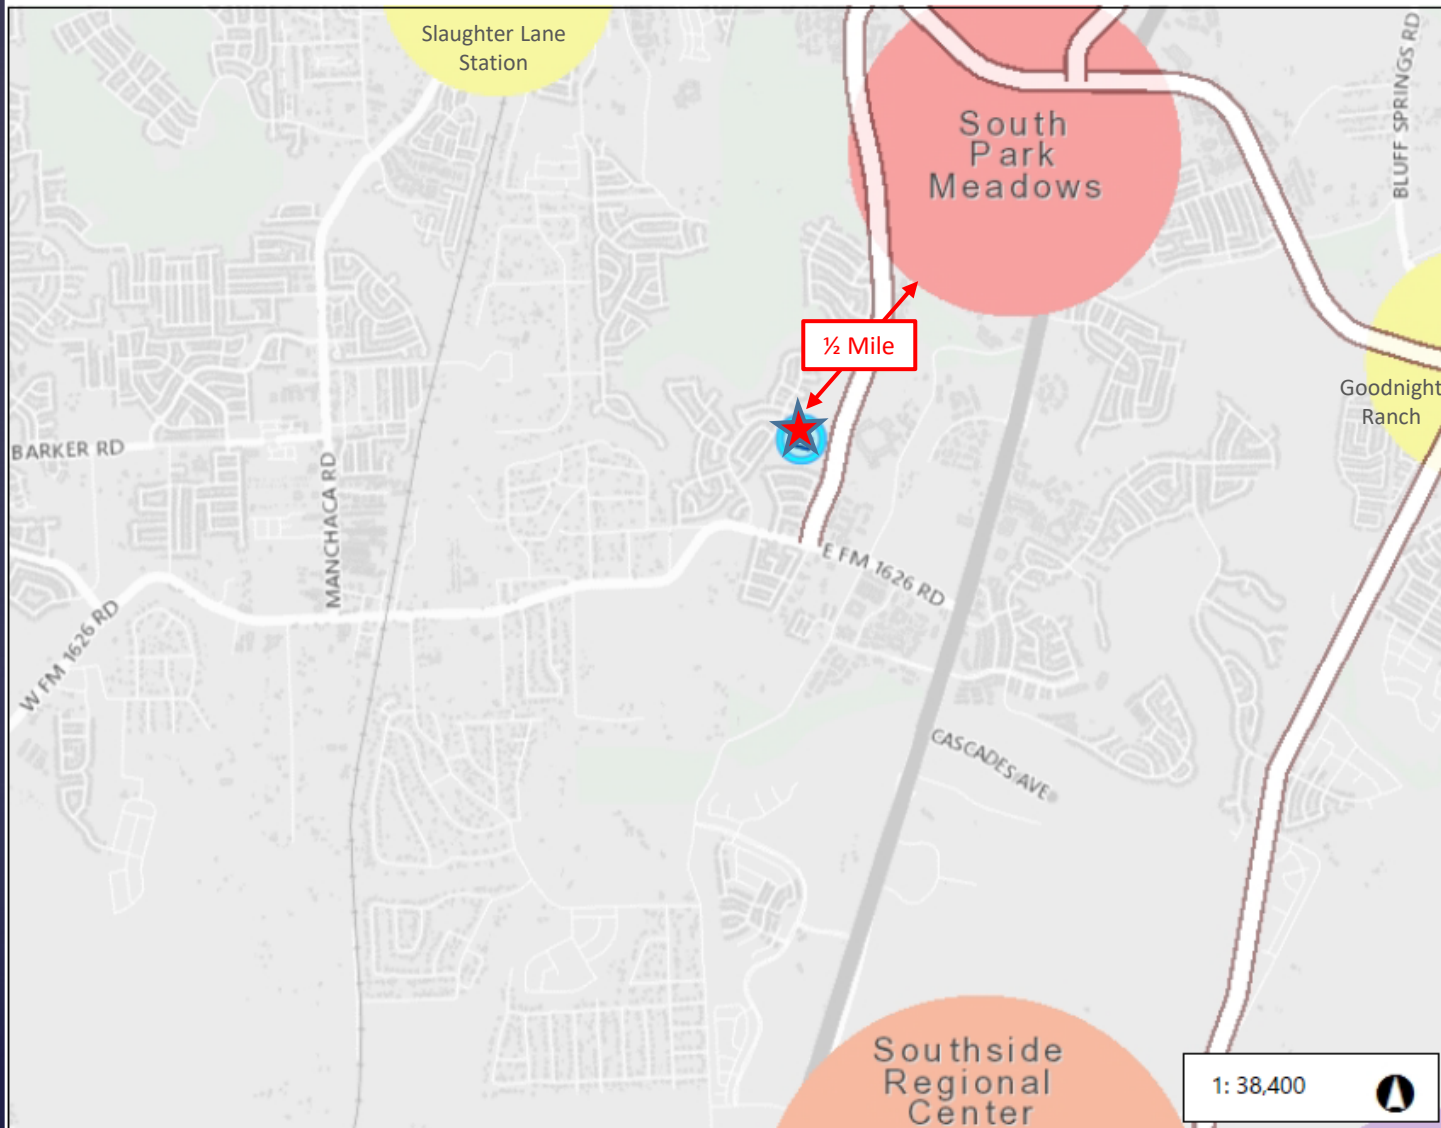 Slaughter Lane
Station
South
Park
Meadows
BLUFF SPRINGS RD
½ Mile
Goodnight
Ranch
BARKER RD
MANCHACA RD
E FM 1626 RD
W FM 1626 RD
CASCADES AVE
Southside
Regional
Center
1: 38,400